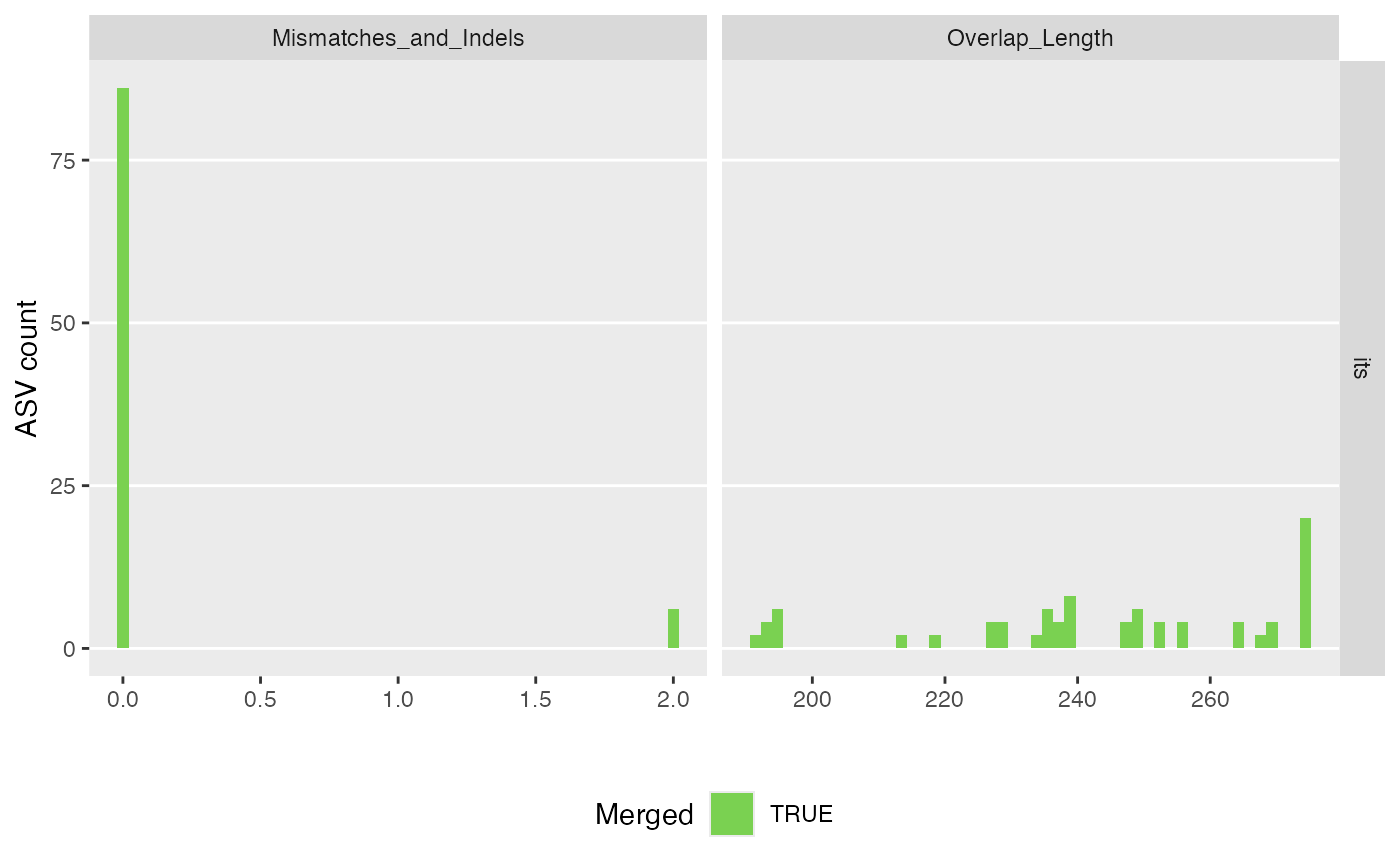 Mismatches_and_Indels
Overlap_Length
its
ASV count
75
50
25
0
0.0 0.5 1.0 1.5 2.0
200 220 240 260
Merged TRUE